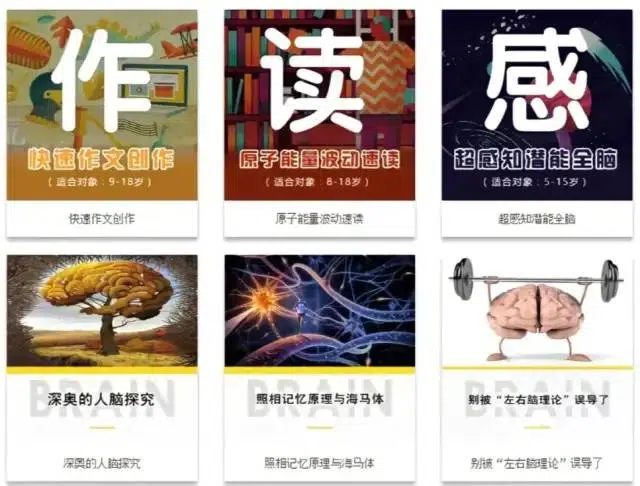 作
快速作文创作
（适合对象：9-18岁）
快速作文创作
读
原子能量波动速读
（适合对象：8-18岁）
原子能量波动速读
感
超感知潜能全脑
（适合对象：5-15岁）
超感知潜能全脑
BRAIN
深奥的人脑探究
深奥的人脑探究
BRAIN
照相记忆原理与海马体
照相记忆原理与海马体
BRAIN
别被“左右脑理论”误导了
别被“左右脑理论”误导了